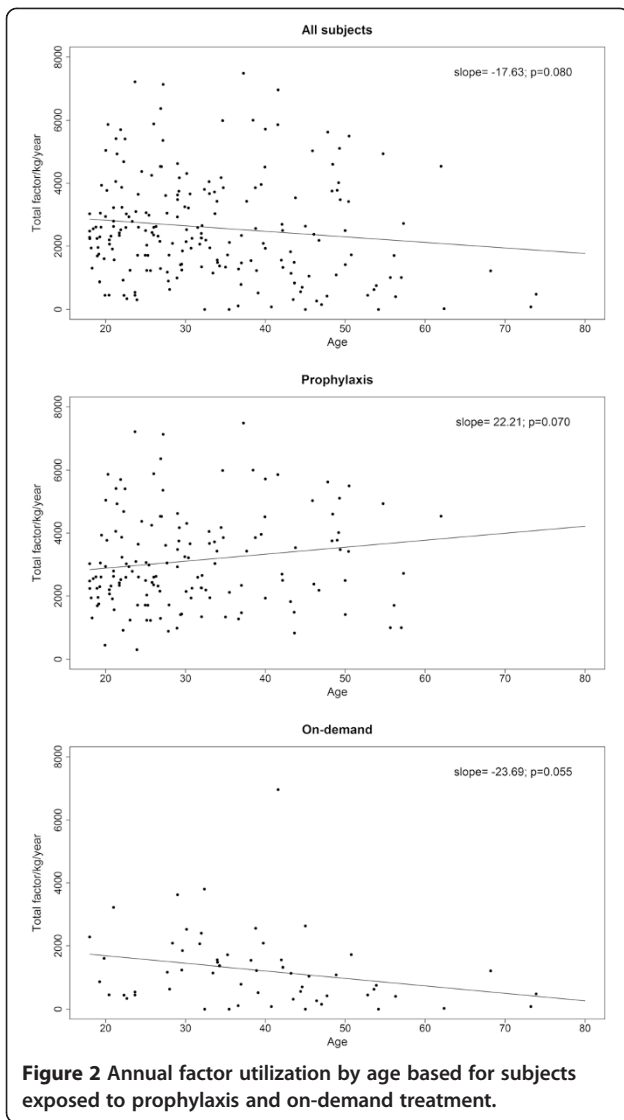 All subjects
slope= -17.63; p=0.080
Total factor/kg/year
8000
6000
4000
2000
0
20 30 40 50 60 70 80
Age
Prophylaxis
slope= 22.21; p=0.070
Total factor/kg/year
8000
6000
4000
2000
0
20 30 40 50 60 70 80
Age
On-demand
slope= -23.69; p=0.055
Total factor/kg/year
8000
6000
4000
2000
0
20 30 40 50 60 70 80
Age
Figure 2 Annual factor utilization by age based for subjects
exposed to prophylaxis and on-demand treatment.